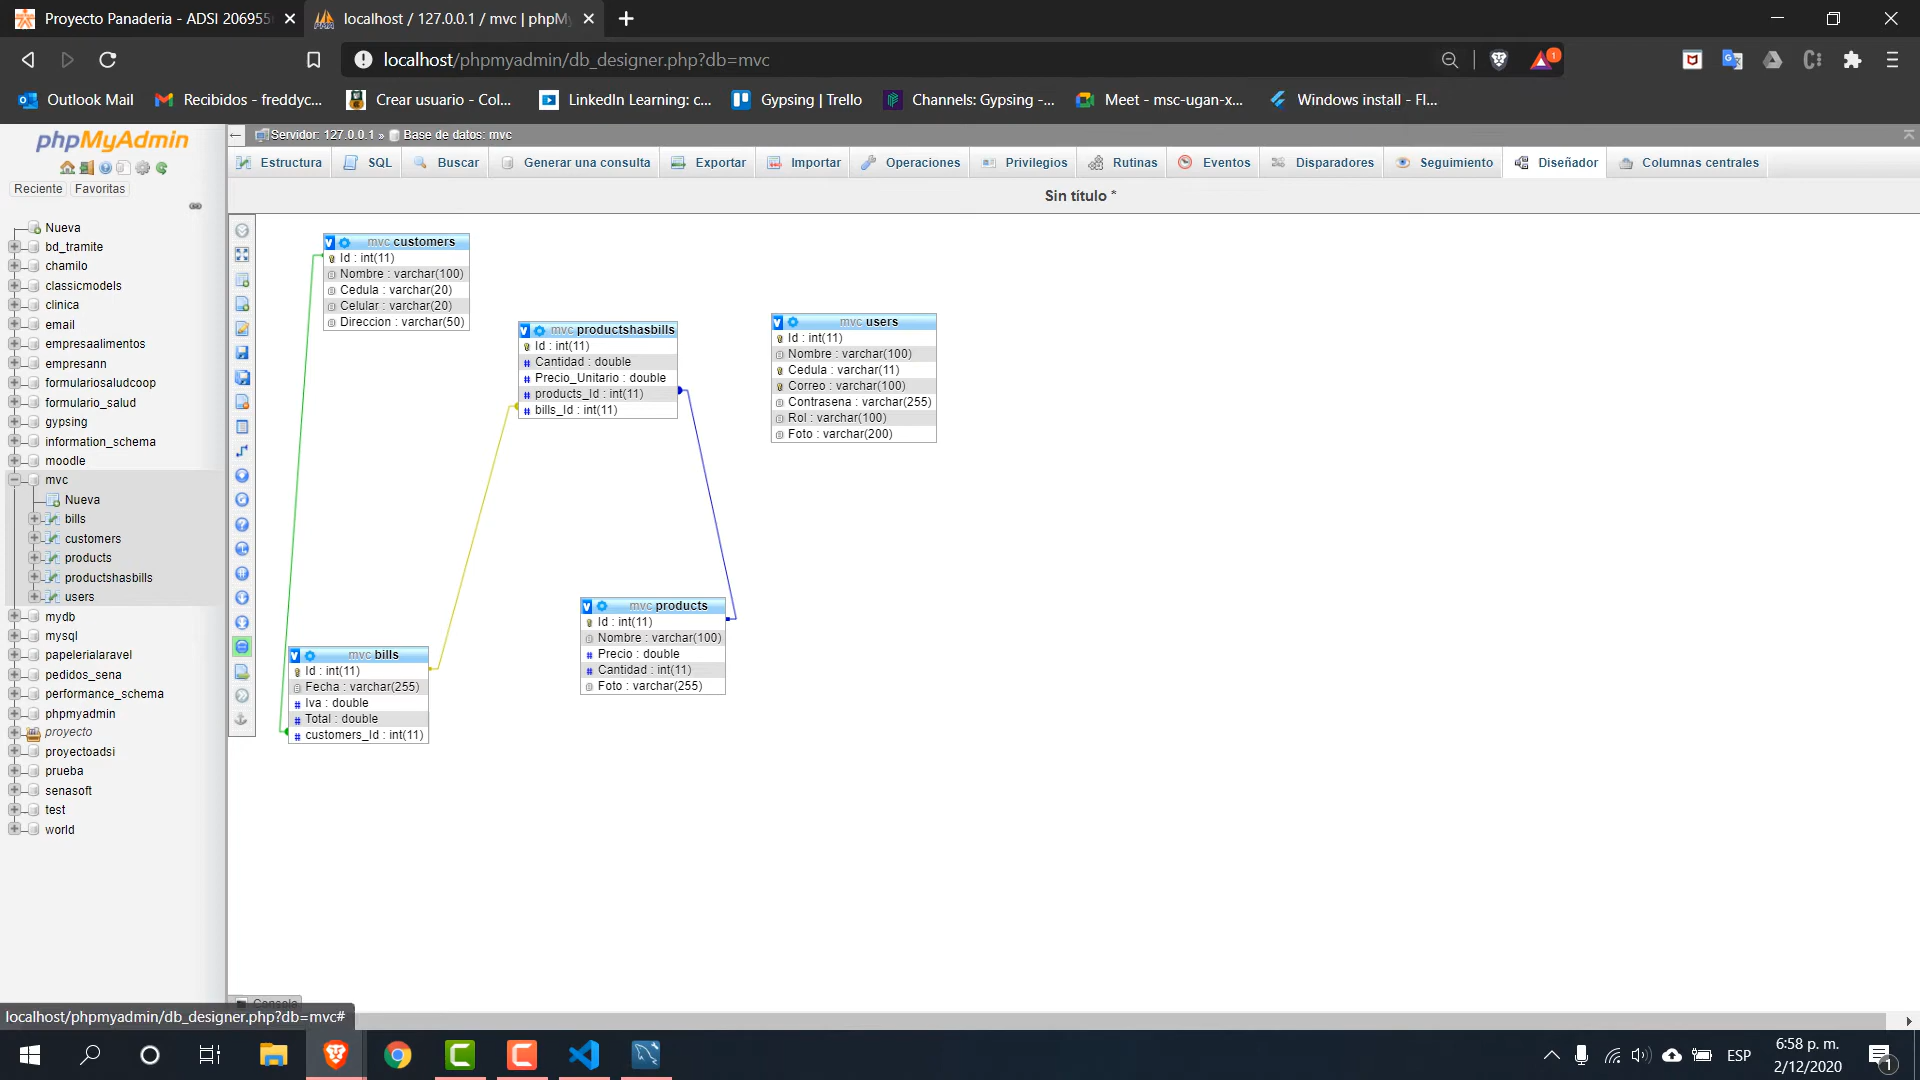 Proyecto Panaderia - ADSI 206955
localhost / 127.0.0.1 / mvc | phpMy
localhost/phpmyadmin/db_designer.php?db=mvc
1
Outlook Mail
Recibidos - freddyc...
Crear usuario - Col...
LinkedIn Learning: c...
Gypsing | Trello
Channels: Gypsing -...
Meet - msc-ugan-x...
Windows install - Fl...
phpMyAdmin
Reciente
Favoritas
Nueva
bd_tramite
chamilo
classicmodels
clinica
email
empresaalimentos
empresann
formulariosaludcoop
formulario_salud
gypsing
information_schema
moodle
mvc
Nueva
bills
customers
products
productshasbills
users
mydb
mysql
papelerialaravel
pedidos_sena
performance_schema
phpmyadmin
proyecto
proyectoadsi
prueba
senasoft
test
world
Servidor: 127.0.0.1 » Base de datos: mvc
Estructura
SQL
Buscar
Generar una consulta
Exportar
Importar
Operaciones
Privilegios
Rutinas
Eventos
Disparadores
Seguimiento
Diseñador
Columnas centrales
Sin título *
mvc customers
Id : int(11)
Nombre : varchar(100)
Cedula : varchar(20)
Celular : varchar(20)
Direccion : varchar(50)
mvc productshasbills
Id : int(11)
Cantidad : double
Precio_Unitario : double
products_Id : int(11)
bills_Id : int(11)
mvc users
Id : int(11)
Nombre : varchar(100)
Cedula : varchar(11)
Correo : varchar(100)
Contrasena : varchar(255)
Rol : varchar(100)
Foto : varchar(200)
mvc products
Id : int(11)
Nombre : varchar(100)
Precio : double
Cantidad : int(11)
Foto : varchar(255)
mvc bills
Id : int(11)
Fecha : varchar(255)
Iva : double
Total : double
customers_Id : int(11)
Consola
localhost/phpmyadmin/db_designer.php?db=mvc#
ESP
6:58 p. m.
2/12/2020
1